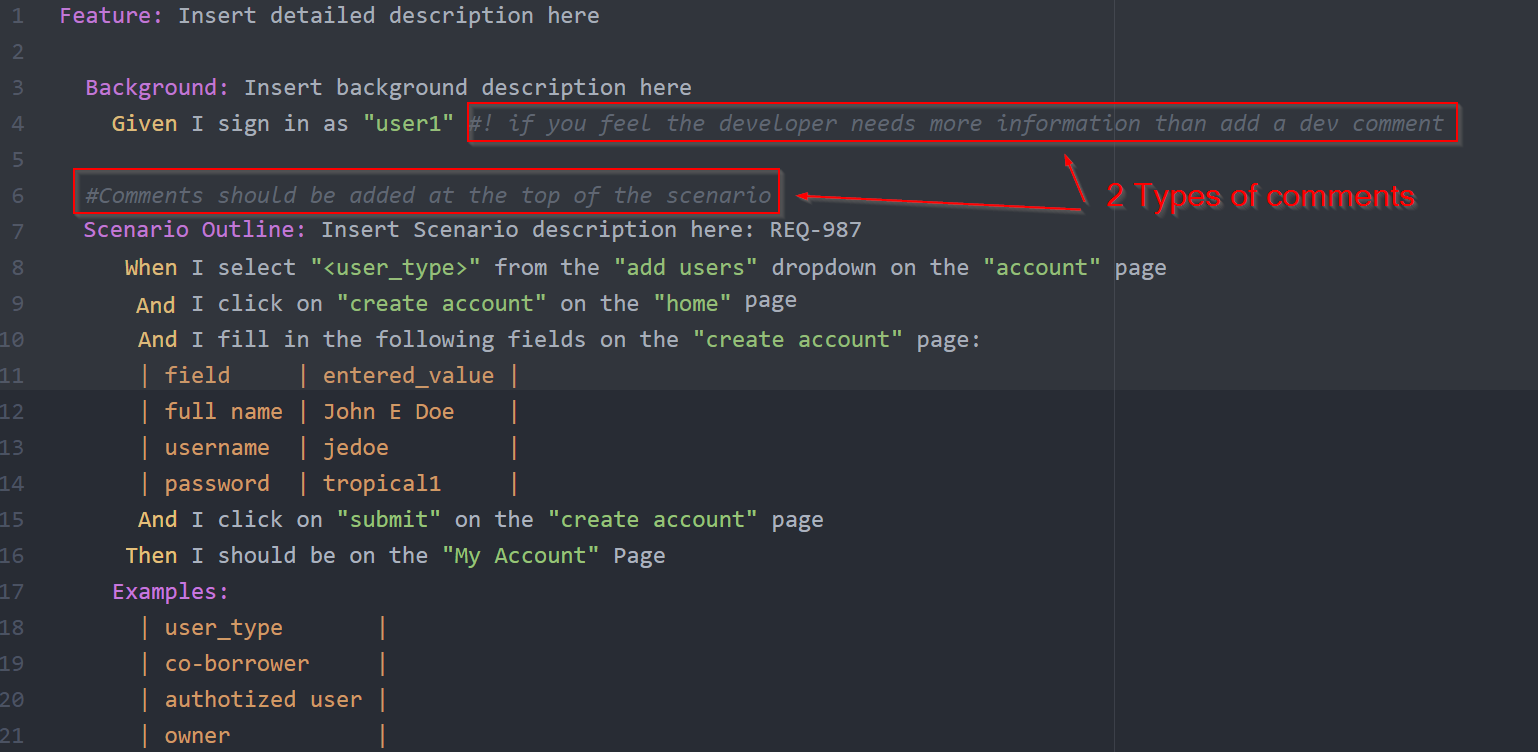 1 Feature: Insert detailed description here
2
3 Background: Insert background description here
4 Given I sign in as "user1" #! if you feel the developer needs more information than add a dev comment
5
6 #Comments should be added at the top of the scenario
2 Types of comments
7 Scenario Outline: Insert Scenario description here: REQ-987
8 When I select "<user_type>" from the "add users" dropdown on the "account" page
9 And I click on "create account" on the "home" page
10 And I fill in the following fields on the "create account" page:
11 | field | entered_value |
12 | full name | John E Doe |
13 | username | jedoe |
14 | password | tropical1 |
15 And I click on "submit" on the "create account" page
16 Then I should be on the "My Account" Page
17 Examples:
18 | user_type |
19 | co-borrower |
20 | authotized user |
21 | owner |